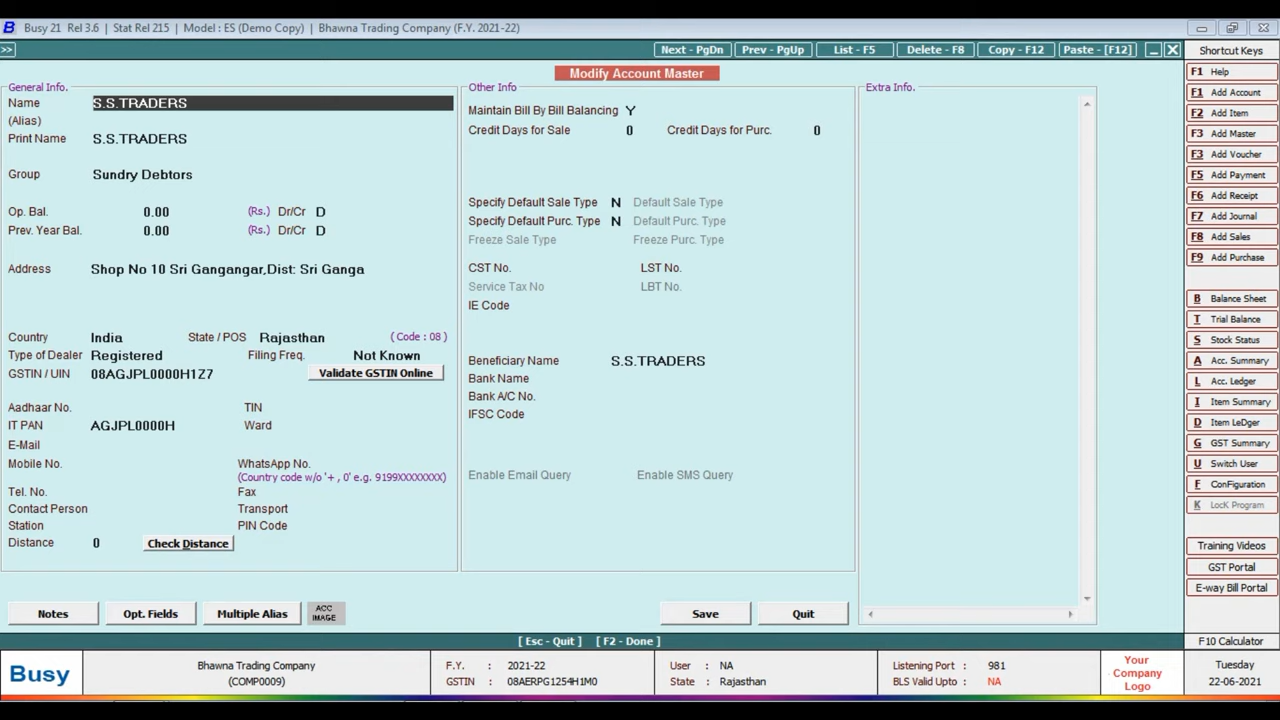 Busy 21 Rel 3.6 | Stat Rel 215 | Model : ES (Demo Copy) | Bhawna Trading Company (F.Y. 2021-22)
>> Next - PgDn Prev - PgUp List - F5 Delete - F8 Copy - F12 Paste - [F12] Shortcut Keys
Modify Account Master
General Info. Other Info Extra Info.
Name S.S.TRADERS
(Alias)
Print Name S.S.TRADERS
Group Sundry Debtors
Op. Bal. 0.00 (Rs.) Dr/Cr D
Prev. Year Bal. 0.00 (Rs.) Dr/Cr D
Address Shop No 10 Sri Gangangar,Dist: Sri Ganga
Country India State / POS Rajasthan ( Code : 08 )
Type of Dealer Registered Filing Freq. Not Known
GSTIN / UIN 08AGJPL0000H1Z7 Validate GSTIN Online
Aadhaar No. TIN
IT PAN AGJPL0000H Ward
E-Mail
Mobile No. WhatsApp No.
(Country code w/o '+ , 0' e.g. 9199XXXXXXXX)
Tel. No. Fax
Contact Person Transport
Station PIN Code
Distance 0 Check Distance
Maintain Bill By Bill Balancing Y
Credit Days for Sale 0 Credit Days for Purc. 0
Specify Default Sale Type N Default Sale Type
Specify Default Purc. Type N Default Purc. Type
Freeze Sale Type Freeze Purc. Type
CST No. LST No.
Service Tax No LBT No.
IE Code
Beneficiary Name S.S.TRADERS
Bank Name
Bank A/C No.
IFSC Code
Enable Email Query Enable SMS Query
Notes Opt. Fields Multiple Alias ACC IMAGE Save Quit
[ Esc - Quit ] [ F2 - Done ]
F1 Help
F1 Add Account
F2 Add Item
F3 Add Master
F3 Add Voucher
F5 Add Payment
F6 Add Receipt
F7 Add Journal
F8 Add Sales
F9 Add Purchase
B Balance Sheet
T Trial Balance
S Stock Status
A Acc. Summary
L Acc. Ledger
I Item Summary
D Item LeDger
G GST Summary
U Switch User
F ConFiguration
K LocK Program
Training Videos
GST Portal
E-way Bill Portal
F10 Calculator
Busy
Bhawna Trading Company
(COMP0009)
F.Y. : 2021-22
GSTIN : 08AERPG1254H1M0
User : NA
State : Rajasthan
Listening Port : 981
BLS Valid Upto : NA
Your
Company
Logo
Tuesday
22-06-2021